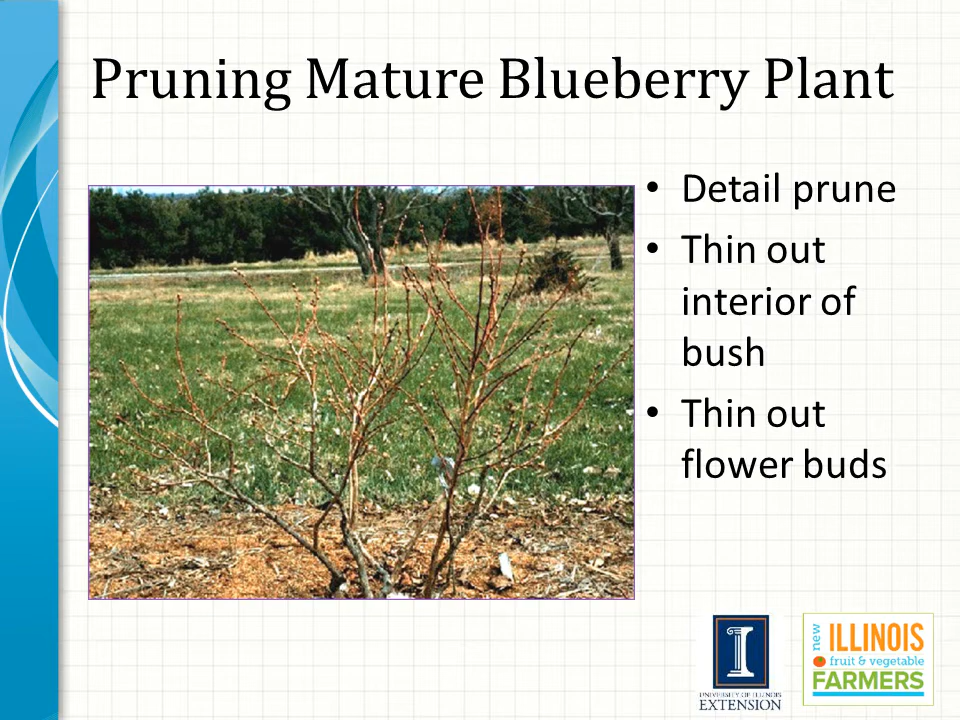 Pruning Mature Blueberry Plant
• Detail prune
• Thin out
interior of
bush
• Thin out
flower buds
I
UNIVERSITY OF ILLINOIS
EXTENSION
new
ILLINOIS
fruit & vegetable
FARMERS